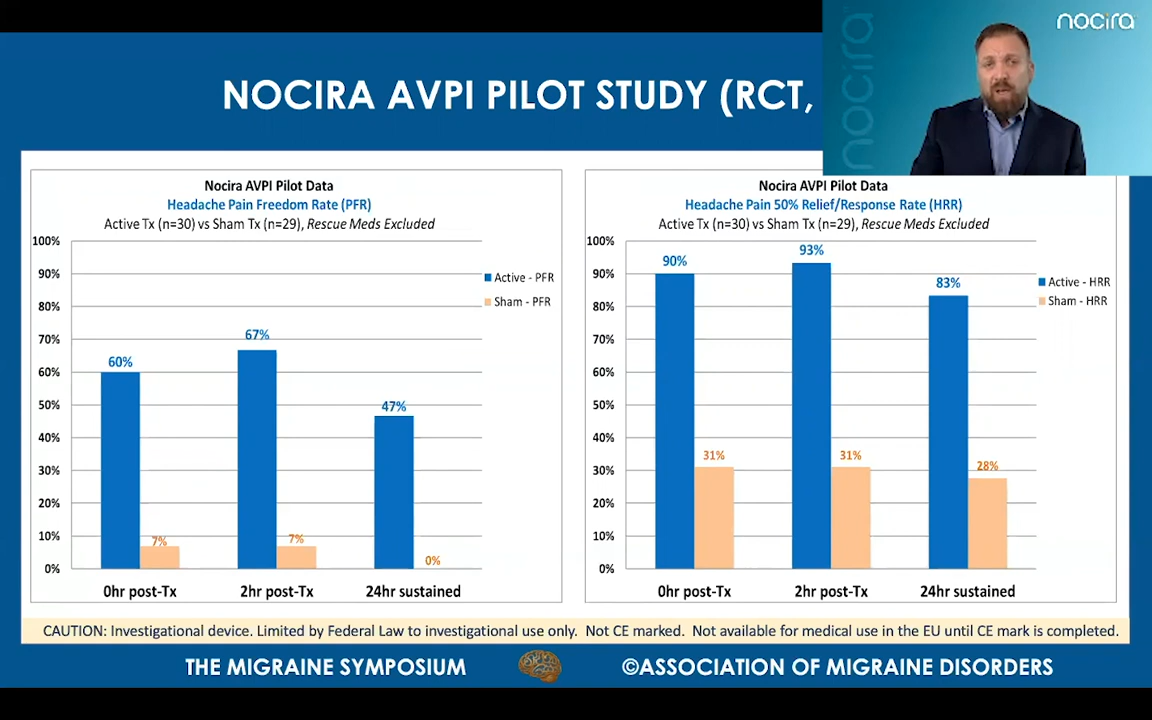 nocira
nocira
NOCIRA AVPI PILOT STUDY (RCT,
Nocira AVPI Pilot Data
Headache Pain Freedom Rate (PFR)
Active Tx (n=30) vs Sham Tx (n=29), Rescue Meds Excluded
100%
90%
80%
70%
60%
50%
40%
30%
20%
10%
0%
60%
7%
67%
7%
47%
0%
Active - PFR
Sham - PFR
0hr post-Tx
2hr post-Tx
24hr sustained
Nocira AVPI Pilot Data
Headache Pain 50% Relief/Response Rate (HRR)
Active Tx (n=30) vs Sham Tx (n=29), Rescue Meds Excluded
100%
90%
80%
70%
60%
50%
40%
30%
20%
10%
0%
90%
31%
93%
31%
83%
28%
Active - HRR
Sham - HRR
0hr post-Tx
2hr post-Tx
24hr sustained
CAUTION: Investigational device. Limited by Federal Law to investigational use only. Not CE marked. Not available for medical use in the EU until CE mark is completed.
THE MIGRAINE SYMPOSIUM
©ASSOCIATION OF MIGRAINE DISORDERS